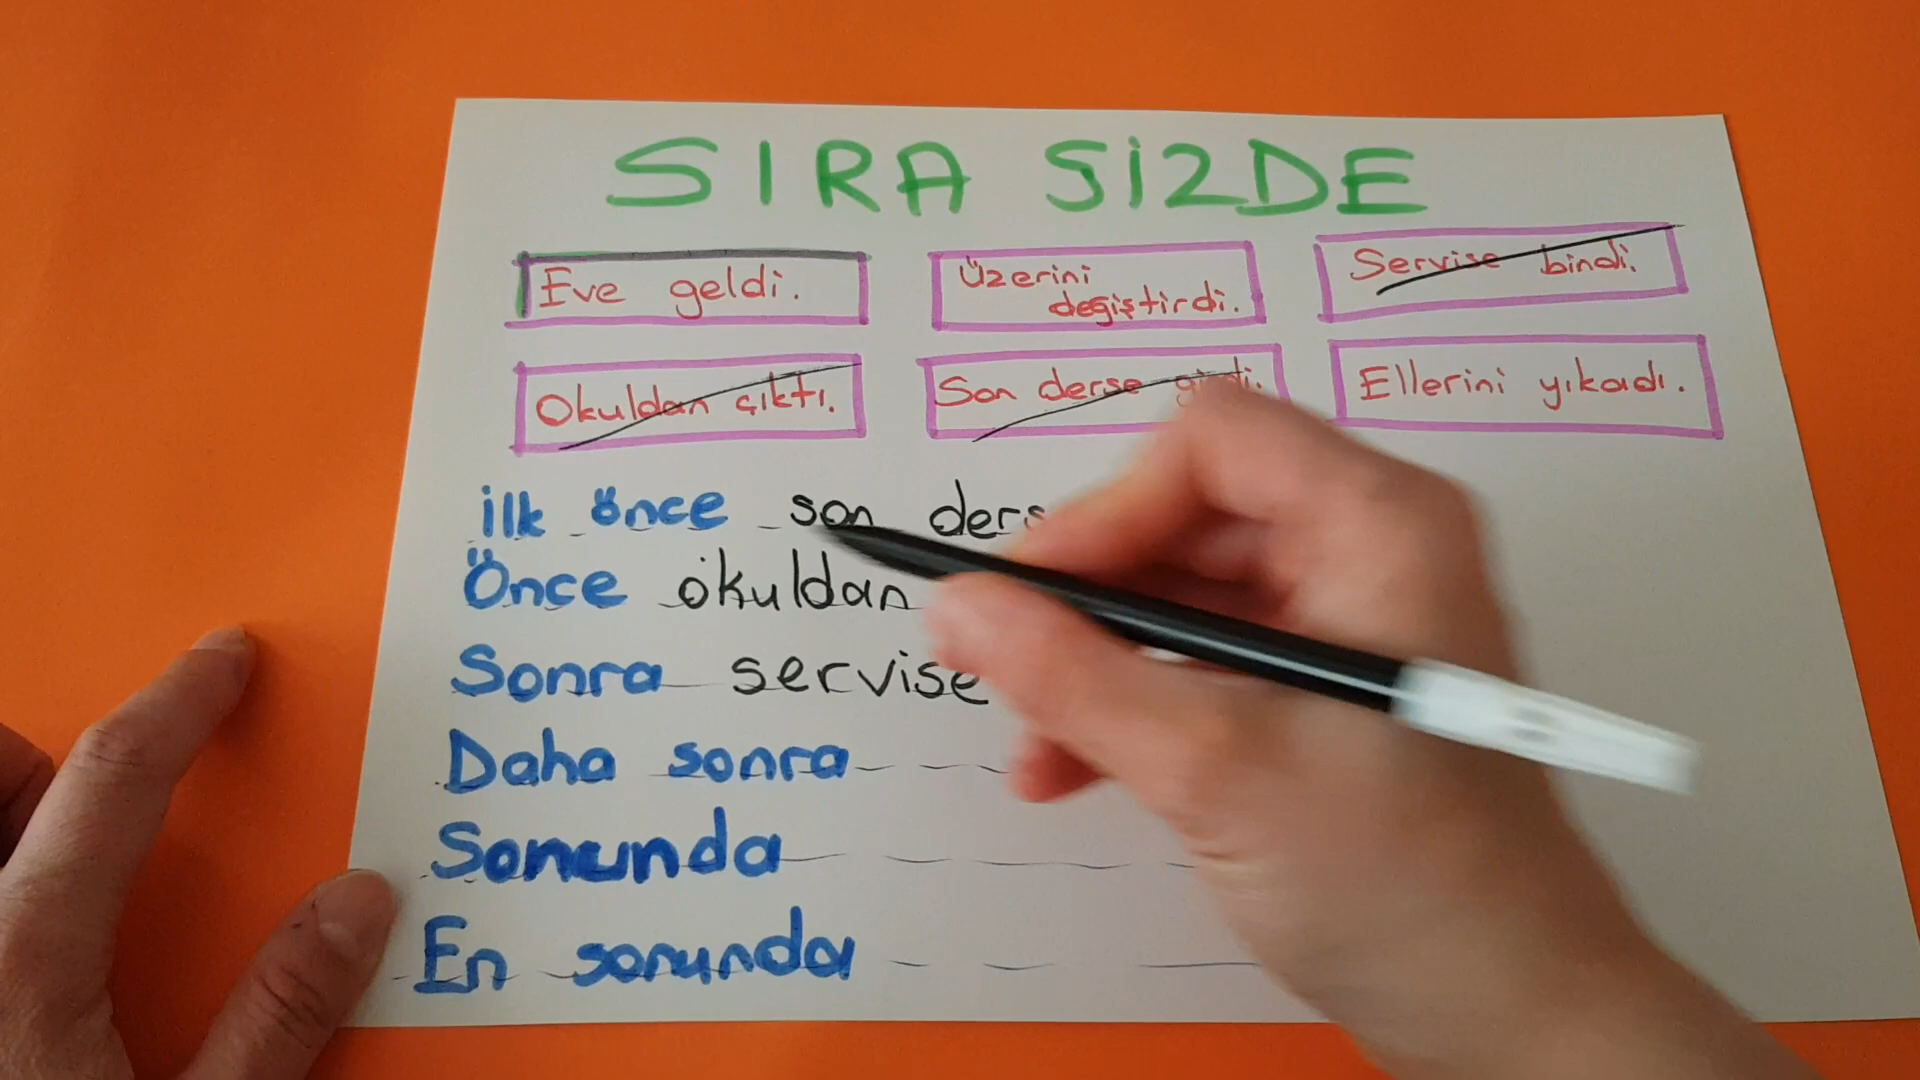 SIRA SİZDE
Eve geldi.
Üzerini
değiştirdi.
Servise bindi.
Okuldan çıktı.
Son derse
Ellerini yıkadı.
İlk önce son
Önce okuldan
Sonra servise
Daha sonra
Sonunda
En sonunda